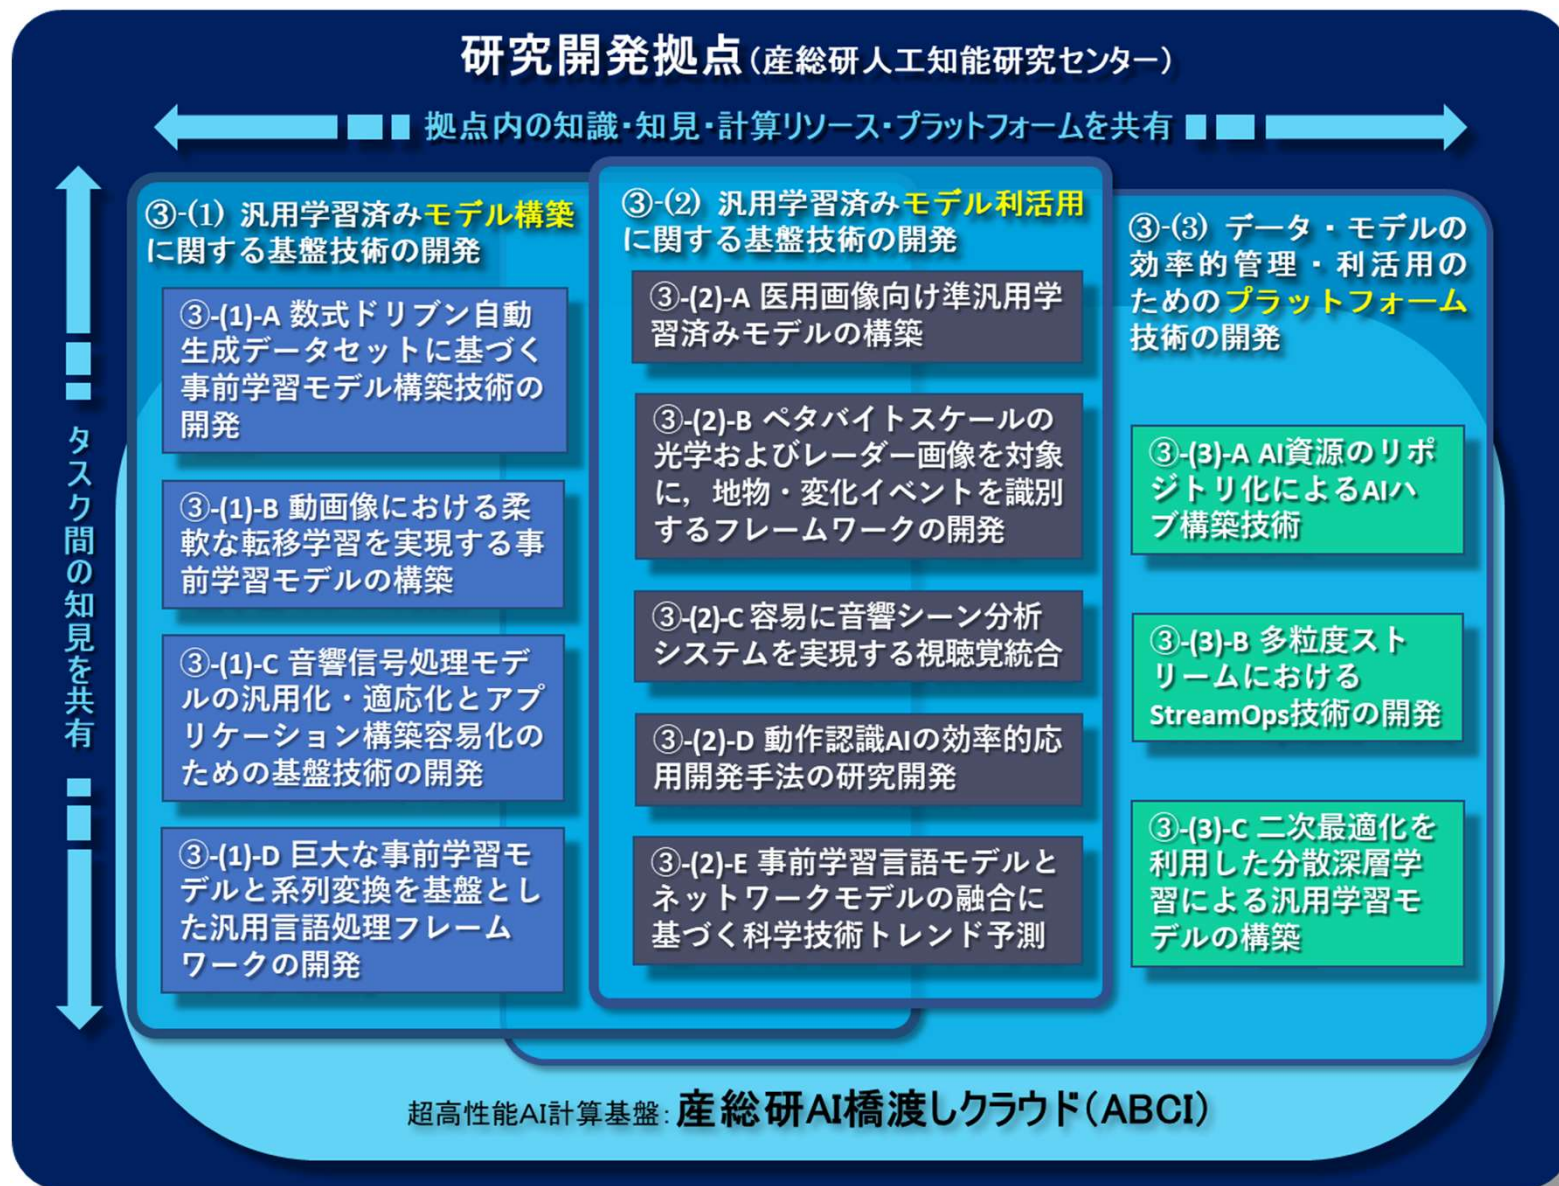 研究開発拠点(産総研人工知能研究センター)
拠点内の知識・知見・計算リソース・プラットフォームを共有
タスク間の知見を共有
③-(1) 汎用学習済みモデル構築
に関する基盤技術の開発
③-(1)-A 数式ドリブン自動
生成データセットに基づく
事前学習モデル構築技術の
開発
③-(1)-B 動画像における柔
軟な転移学習を実現する事
前学習モデルの構築
③-(1)-C 音響信号処理モデ
ルの汎用化・適応化とアプ
リケーション構築容易化の
ための基盤技術の開発
③-(1)-D 巨大な事前学習モ
デルと系列変換を基盤とし
た汎用言語処理フレーム
ワークの開発
③-(2) 汎用学習済みモデル利活用
に関する基盤技術の開発
③-(2)-A 医用画像向け準汎用学
習済みモデルの構築
③-(2)-B ペタバイトスケールの
光学およびレーダー画像を対象
に，地物・変化イベントを識別
するフレームワークの開発
③-(2)-C 容易に音響シーン分析
システムを実現する視聴覚統合
③-(2)-D 動作認識AIの効率的応
用開発手法の研究開発
③-(2)-E 事前学習言語モデルと
ネットワークモデルの融合に
基づく科学技術トレンド予測
③-(3) データ・モデルの
効率的管理・利活用の
ためのプラットフォーム
技術の開発
③-(3)-A AI資源のリポ
ジトリ化によるAIハ
ブ構築技術
③-(3)-B 多粒度スト
リームにおける
StreamOps技術の開発
③-(3)-C 二次最適化を
利用した分散深層学
習による汎用学習モ
デルの構築
超高性能AI計算基盤: 産総研AI橋渡しクラウド(ABCI)